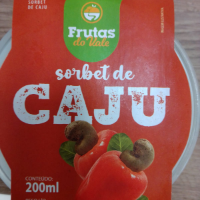 SORBET
DE CAJU
Frutas
do Vale
sorbet de
CAJU
CONTEÚDO:
200ml